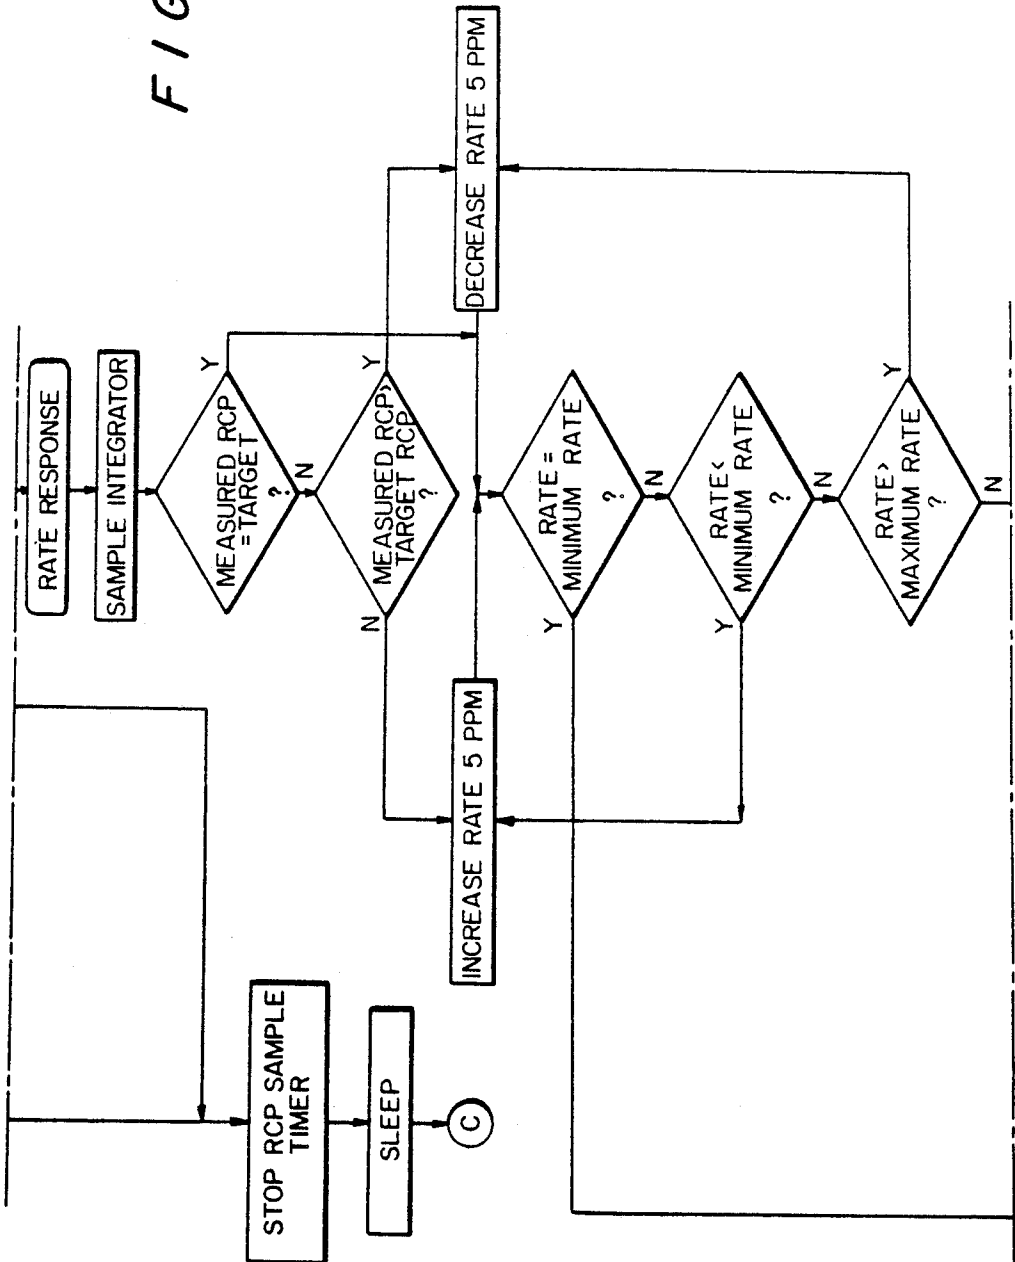 F I G
RATE RESPONSE
SAMPLE INTEGRATOR
MEASURED RCP
= TARGET
?
Y
N
MEASURED RCP>
TARGET RCP
?
Y
N
DECREASE RATE 5 PPM
INCREASE RATE 5 PPM
RATE =
MINIMUM RATE
?
Y
N
RATE<
MINIMUM RATE
?
Y
N
RATE>
MAXIMUM RATE
?
Y
N
STOP RCP SAMPLE
TIMER
SLEEP
C